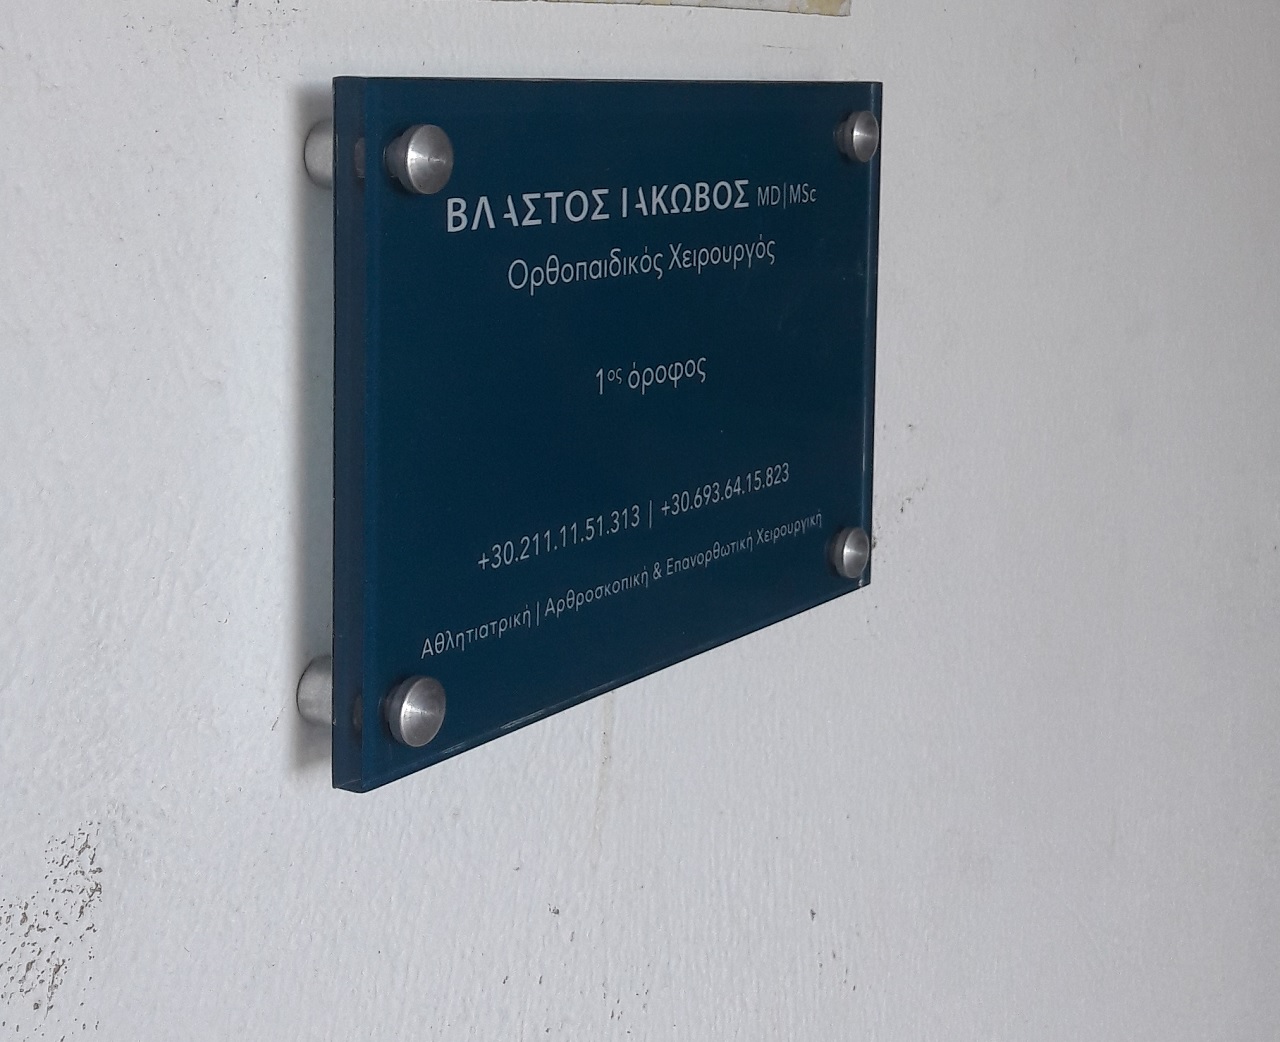 ΒΛΑΣΤΟΣ ΙΑΚΩΒΟΣ MD|MSc
Ορθοπαιδικός Χειρουργός
1ος όροφος
+30.211.11.51.313 | +30.693.64.15.823
Αθλητιατρική | Αρθροσκοπική & Επανορθωτική Χειρουργική